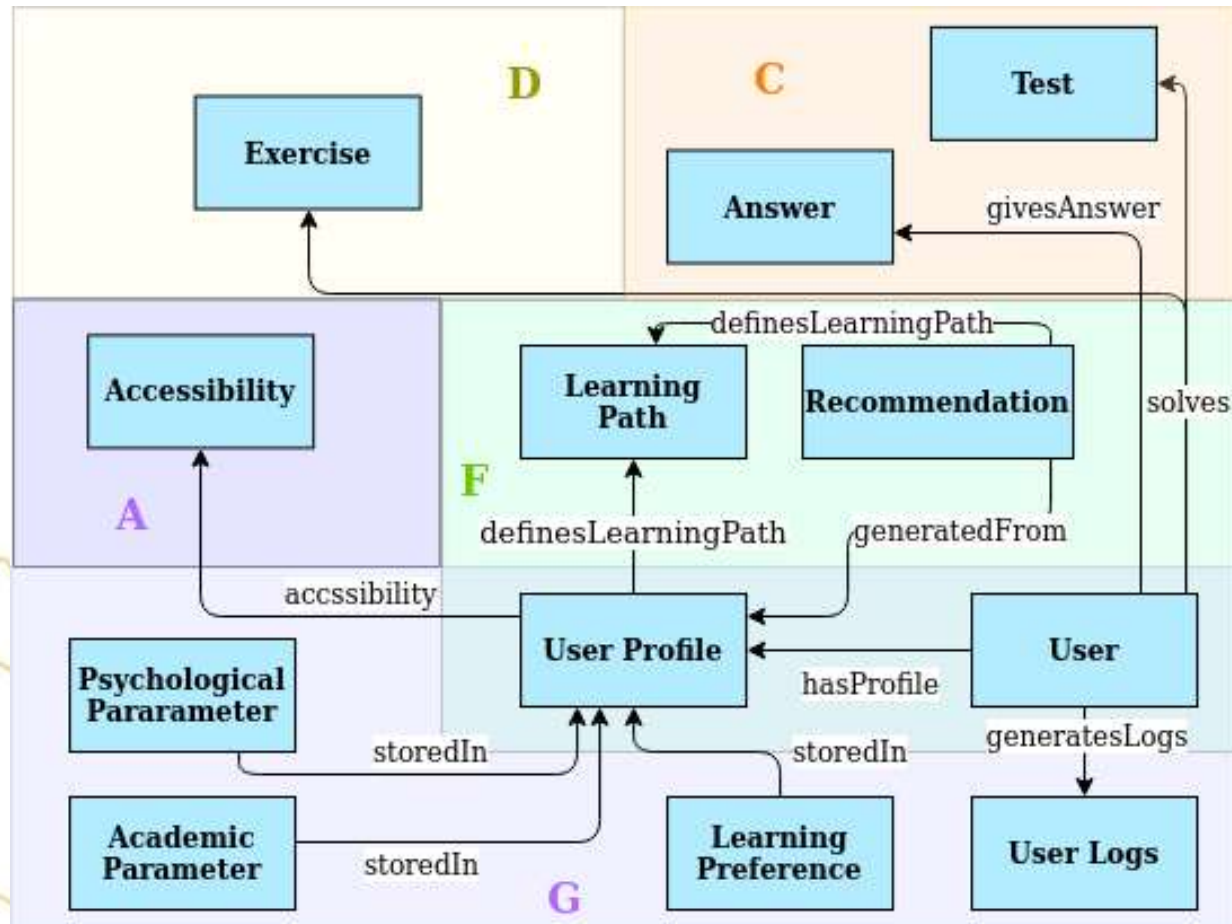 D
C
Test
Exercise
Answer
givesAnswer
definesLearningPath
Accessibility
Learning
Path
Recommendation
solves
A
F
definesLearningPath
generatedFrom
accssibility
User Profile
User
hasProfile
Psychological
Pararameter
storedIn
storedIn
generatesLogs
Academic
Parameter
storedIn
Learning
Preference
User Logs
G